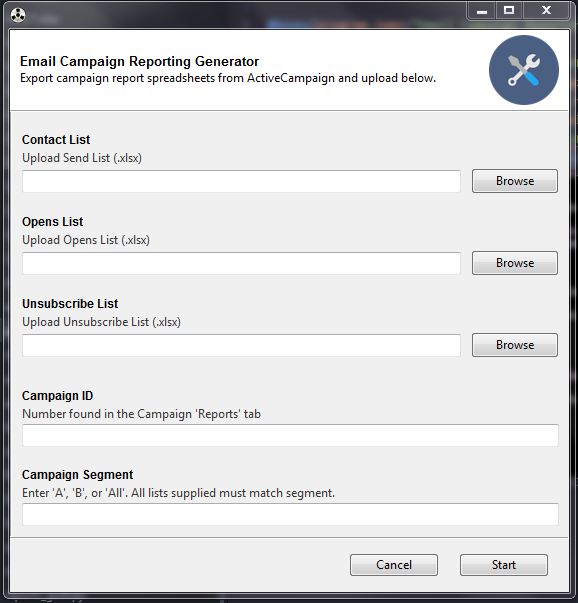 Email Campaign Reporting Generator
Export campaign report spreadsheets from ActiveCampaign and upload below.
Contact List
Upload Send List (.xlsx)
Browse
Opens List
Upload Opens List (.xlsx)
Browse
Unsubscribe List
Upload Unsubscribe List (.xlsx)
Browse
Campaign ID
Number found in the Campaign 'Reports' tab
Campaign Segment
Enter 'A', 'B', or 'All'. All lists supplied must match segment.
Cancel
Start